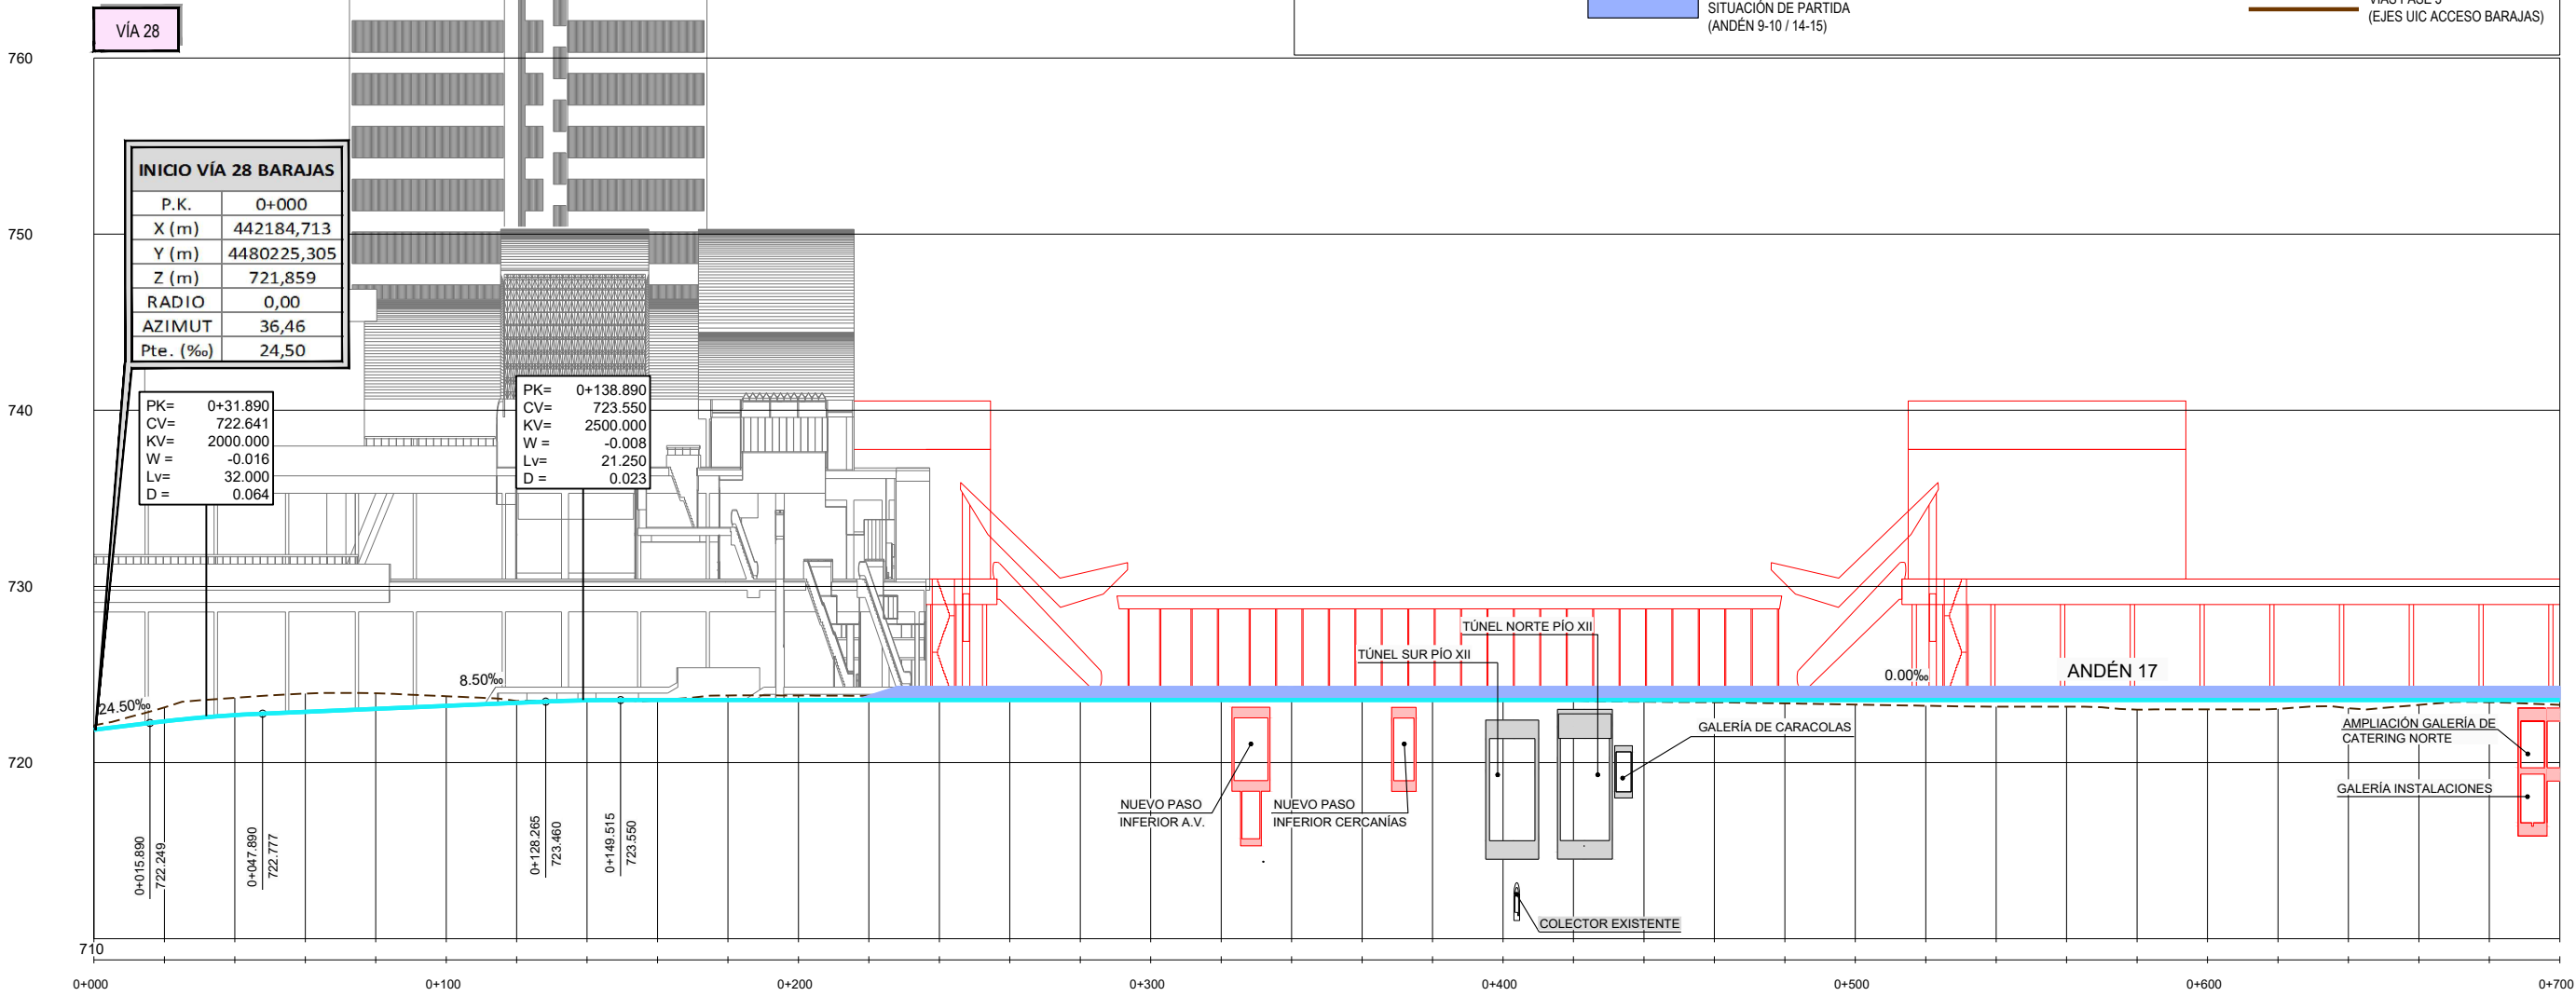 VÍA 28
SITUACIÓN DE PARTIDA
(ANDÉN 9-10 / 14-15)
(EJES UIC ACCESO BARAJAS)
760
750
740
730
720
710
INICIO VÍA 28 BARAJAS
P.K. 0+000
X (m) 442184,713
Y (m) 4480225,305
Z (m) 721,859
RADIO 0,00
AZIMUT 36,46
Pte. (‰) 24,50
PK= 0+31.890
CV= 722.641
KV= 2000.000
W = -0.016
Lv= 32.000
D = 0.064
PK= 0+138.890
CV= 723.550
KV= 2500.000
W = -0.008
Lv= 21.250
D = 0.023
24.50‰
8.50‰
0.00‰
ANDÉN 17
TÚNEL NORTE PÍO XII
TÚNEL SUR PÍO XII
GALERÍA DE CARACOLAS
AMPLIACIÓN GALERÍA DE
CATERING NORTE
GALERÍA INSTALACIONES
NUEVO PASO
INFERIOR A.V.
NUEVO PASO
INFERIOR CERCANÍAS
COLECTOR EXISTENTE
0+015.890
722.249
0+047.890
722.777
0+128.265
723.460
0+149.515
723.550
0+000
0+100
0+200
0+300
0+400
0+500
0+600
0+700